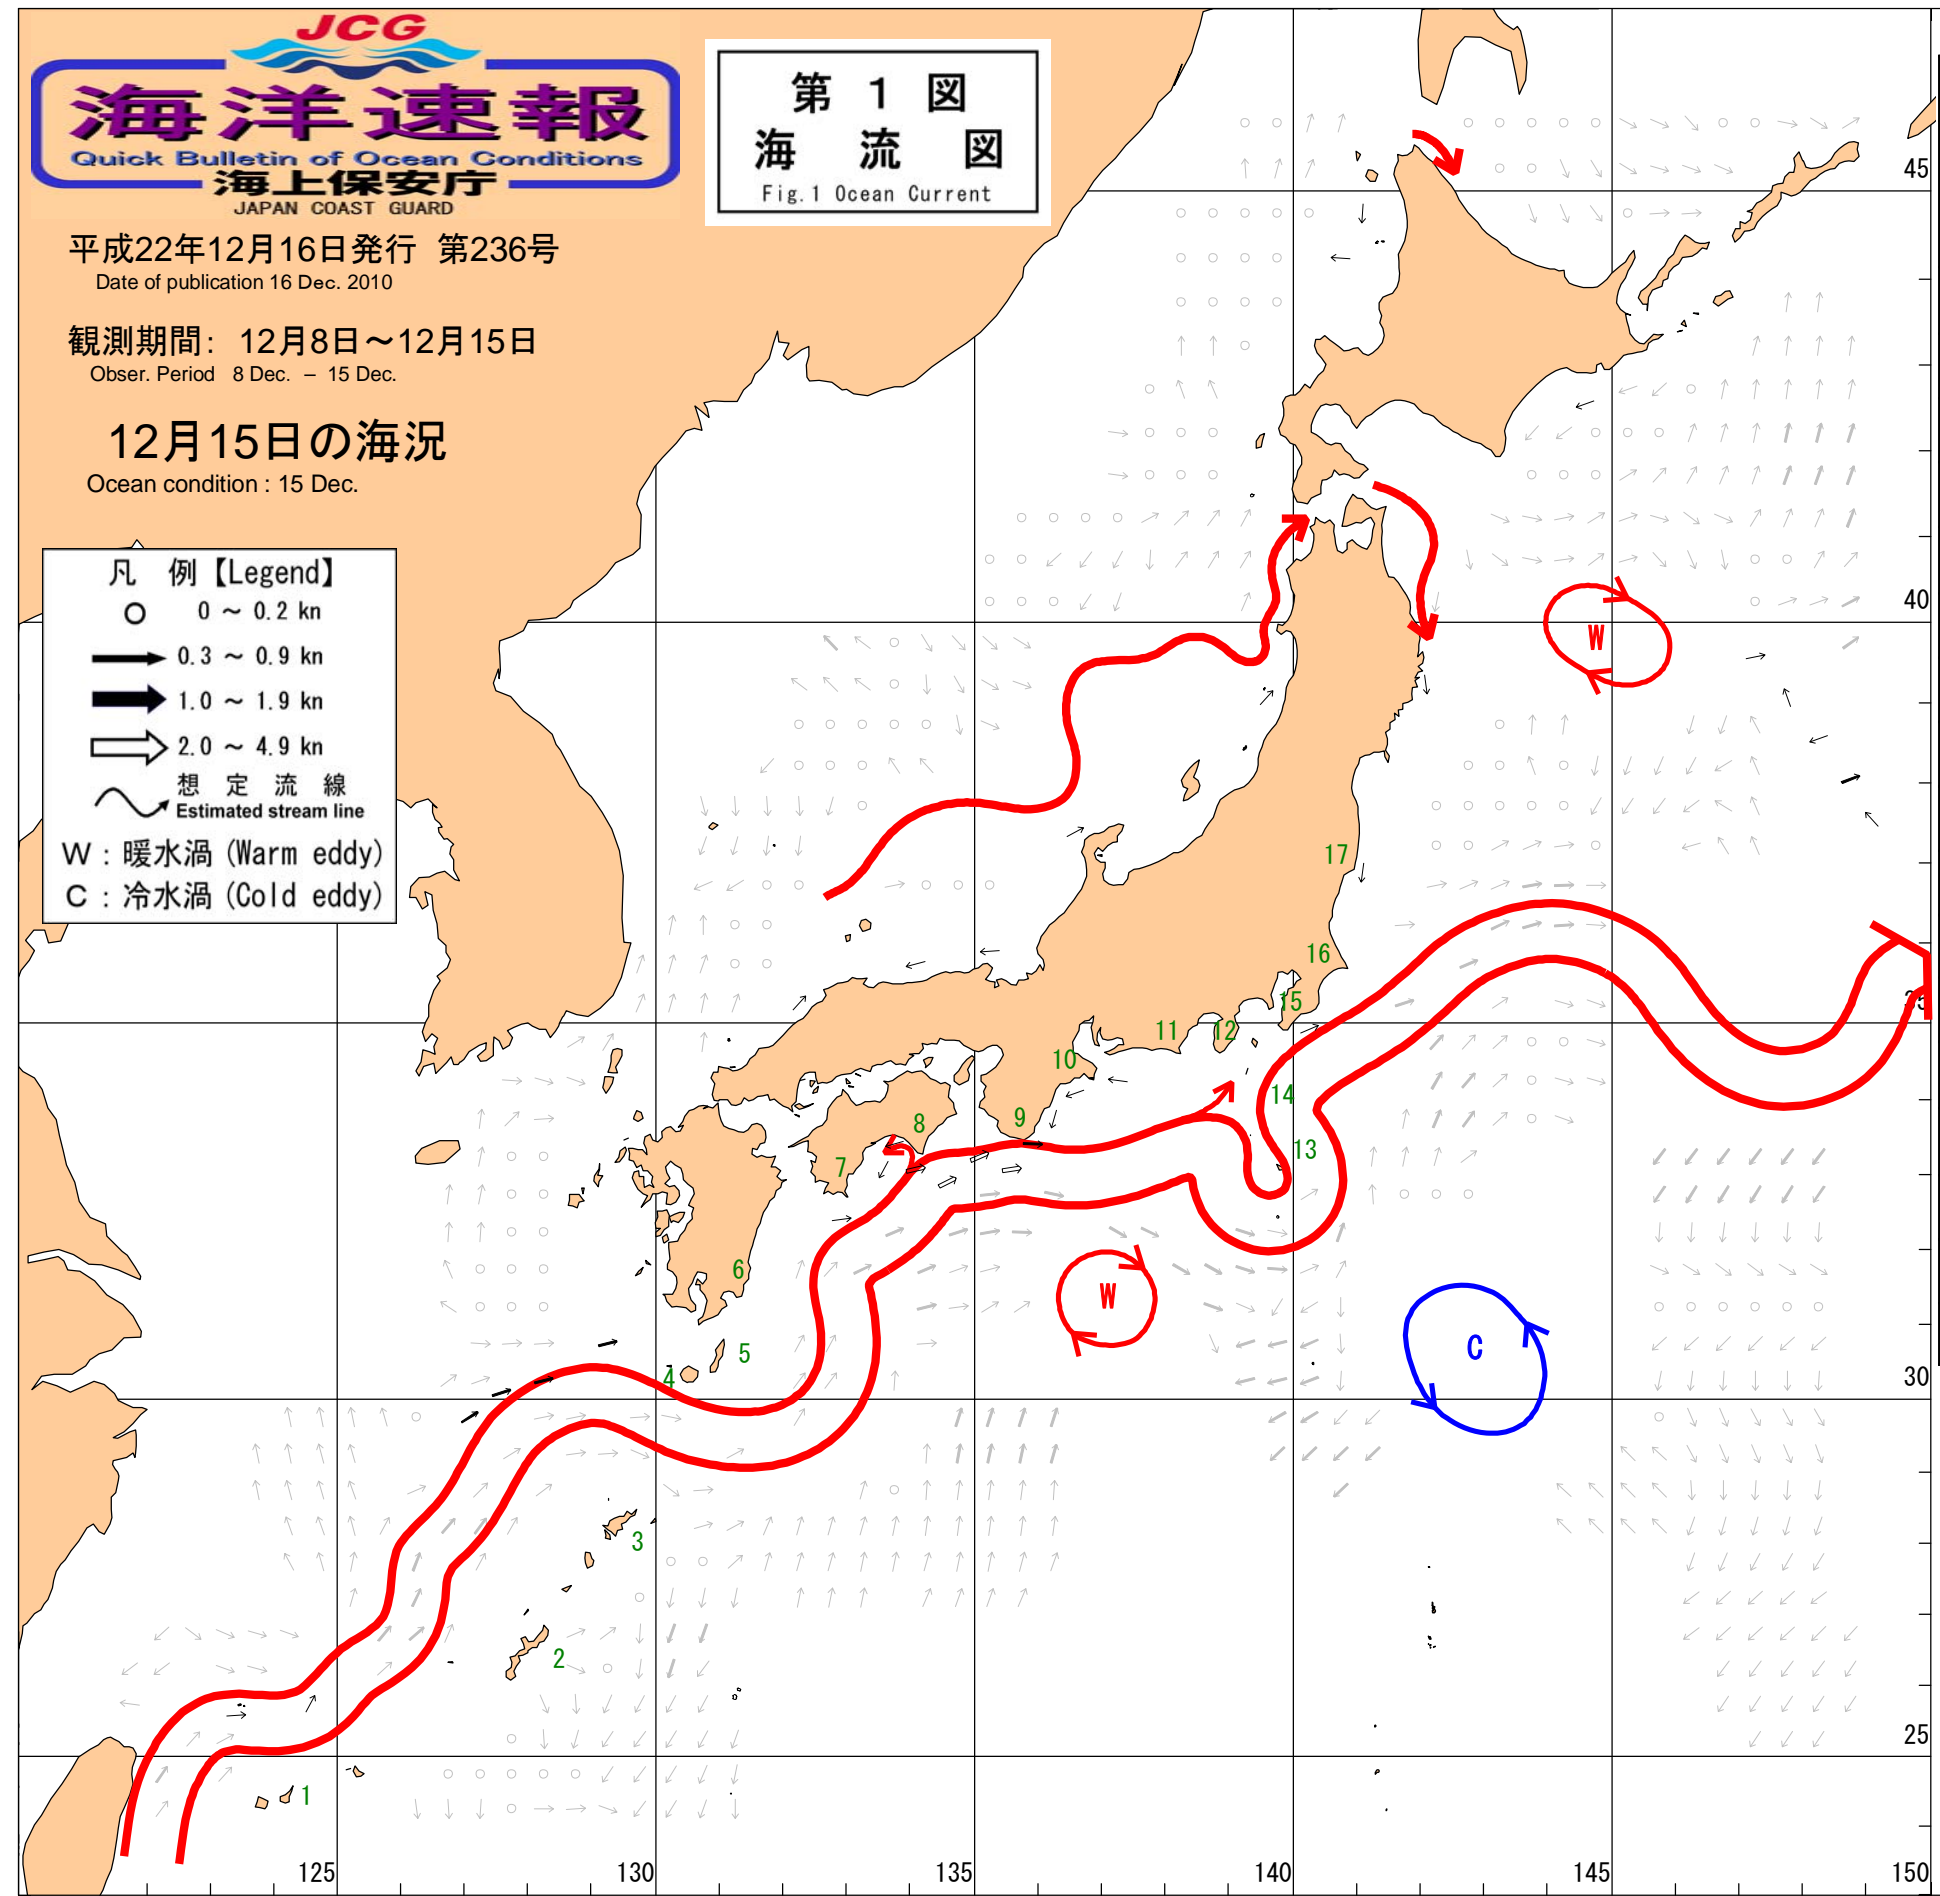 JCG
海洋速報
Quick Bulletin of Ocean Conditions
海上保安庁
JAPAN COAST GUARD
第 1 図
海 流 図
Fig.1 Ocean Current
平成22年12月16日発行 第236号
Date of publication 16 Dec. 2010
観測期間: 12月8日~12月15日
Obser. Period 8 Dec. – 15 Dec.
12月15日の海況
Ocean condition : 15 Dec.
凡 例【Legend】
0 ~ 0.2 kn
0.3 ~ 0.9 kn
1.0 ~ 1.9 kn
2.0 ~ 4.9 kn
想 定 流 線
Estimated stream line
W : 暖水渦 (Warm eddy)
C : 冷水渦 (Cold eddy)
45
40
W
17
16
35
15
11
12
10
14
9
8
13
7
6
W
C
5
4
30
3
2
25
1
125
130
135
140
145
150